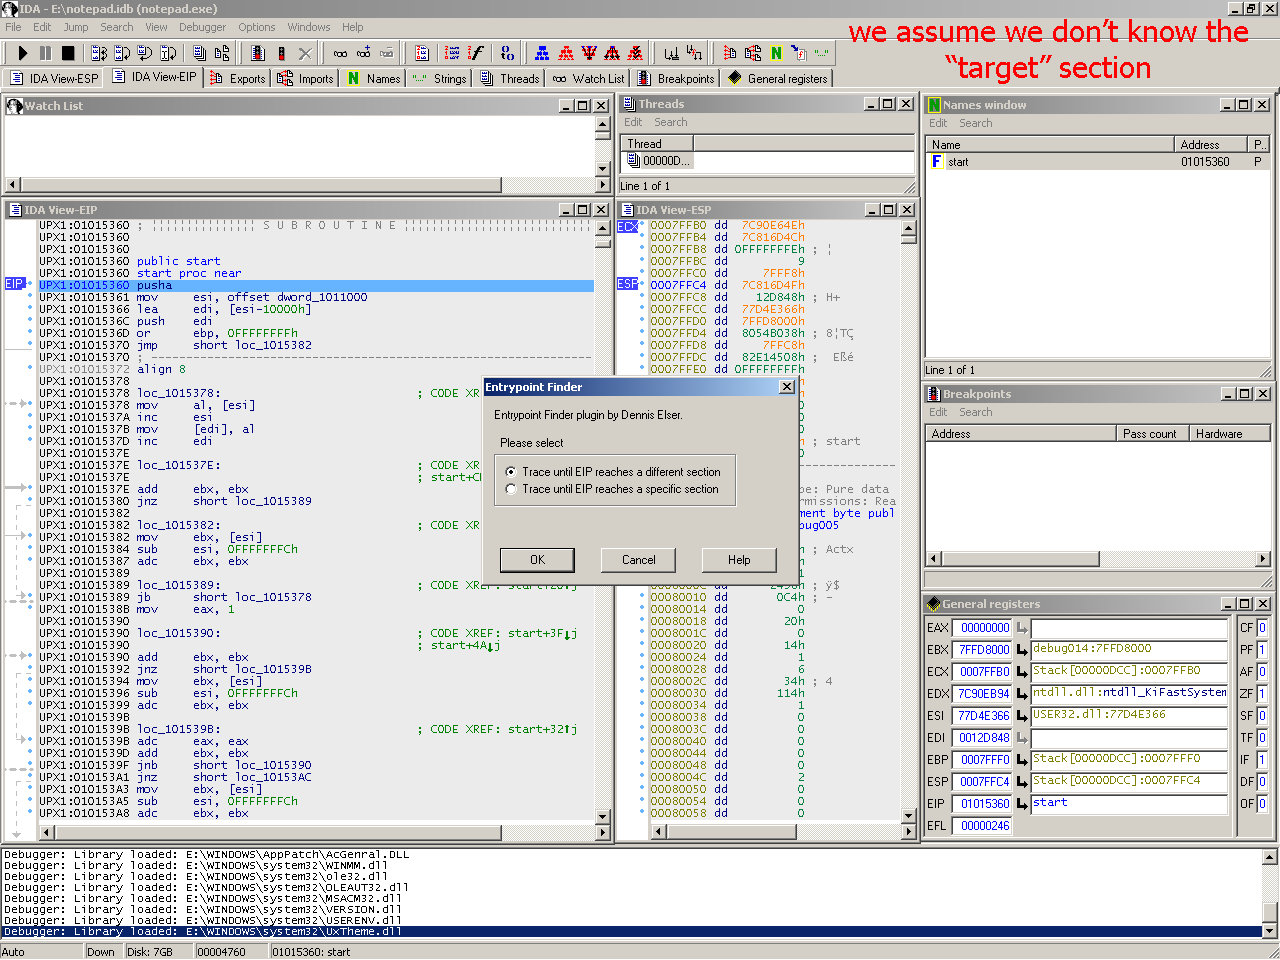 IDA - E:\notepad.idb (notepad.exe)
File Edit Jump Search View Debugger Options Windows Help
we assume we don't know the
“target” section
IDA View-ESP IDA View-EIP Exports Imports Names Strings Threads Watch List Breakpoints General registers
Watch List
Threads
Edit Search
Thread
00000D...
Line 1 of 1
Names window
Edit Search
Name Address P..
F start 01015360 P
Line 1 of 1
IDA View-EIP
UPX1:01015360 ; ¦¦¦¦¦¦¦¦¦¦¦¦¦¦¦ S U B R O U T I N E ¦¦¦¦¦¦¦¦¦¦¦¦¦¦¦
UPX1:01015360
UPX1:01015360
UPX1:01015360 public start
UPX1:01015360 start proc near
EIP UPX1:01015360 pusha
UPX1:01015361 mov esi, offset dword_1011000
UPX1:01015366 lea edi, [esi-10000h]
UPX1:0101536C push edi
UPX1:0101536D or ebp, 0FFFFFFFFh
UPX1:01015370 jmp short loc_1015382
UPX1:01015370 ; ---------------------------------------------------------
UPX1:01015372 align 8
UPX1:01015378
UPX1:01015378 loc_1015378: ; CODE XR
UPX1:01015378 mov al, [esi]
UPX1:0101537A inc esi
UPX1:0101537B mov [edi], al
UPX1:0101537D inc edi
UPX1:0101537E
UPX1:0101537E loc_101537E: ; CODE XR
UPX1:0101537E ; start+C
UPX1:0101537E add ebx, ebx
UPX1:01015380 jnz short loc_1015389
UPX1:01015382
UPX1:01015382 loc_1015382: ; CODE XR
UPX1:01015382 mov ebx, [esi]
UPX1:01015384 sub esi, 0FFFFFFFCh
UPX1:01015387 adc ebx, ebx
UPX1:01015389
UPX1:01015389 loc_1015389: ; CODE XREF: start+20↑j
UPX1:01015389 jb short loc_1015378
UPX1:0101538B mov eax, 1
UPX1:01015390
UPX1:01015390 loc_1015390: ; CODE XREF: start+3F↓j
UPX1:01015390 ; start+4A↓j
UPX1:01015390 add ebx, ebx
UPX1:01015392 jnz short loc_101539B
UPX1:01015394 mov ebx, [esi]
UPX1:01015396 sub esi, 0FFFFFFFCh
UPX1:01015399 adc ebx, ebx
UPX1:0101539B
UPX1:0101539B loc_101539B: ; CODE XREF: start+32↑j
UPX1:0101539B adc eax, eax
UPX1:0101539D add ebx, ebx
UPX1:0101539F jnb short loc_1015390
UPX1:010153A1 jnz short loc_10153AC
UPX1:010153A3 mov ebx, [esi]
UPX1:010153A5 sub esi, 0FFFFFFFCh
UPX1:010153A8 adc ebx, ebx
IDA View-ESP
ECX 0007FFB0 dd 7C90E64Eh
0007FFB4 dd 7C816D4Ch
0007FFB8 dd 0FFFFFFFEh ; ¦
0007FFBC dd 9
0007FFC0 dd 7FFF8h
ESP 0007FFC4 dd 7C816D4Fh
0007FFC8 dd 12D848h ; H+
0007FFCC dd 77D4E366h
0007FFD0 dd 7FFD8000h
0007FFD4 dd 8054B038h ; 8¦TÇ
0007FFD8 dd 7FFC8h
0007FFDC dd 82E14508h ; Eßé
0007FFE0 dd 0FFFFFFFFh
; start
pe: Pure data
rmissions: Rea
ment byte publ
bug005
; Actx
; ÿ$
00080010 dd 0C4h ; -
00080014 dd 0
00080018 dd 20h
0008001C dd 0
00080020 dd 14h
00080024 dd 1
00080028 dd 6
0008002C dd 34h ; 4
00080030 dd 114h
00080034 dd 1
00080038 dd 0
0008003C dd 0
00080040 dd 0
00080044 dd 0
00080048 dd 0
0008004C dd 2
00080050 dd 0
00080054 dd 0
00080058 dd 0
Entrypoint Finder
Entrypoint Finder plugin by Dennis Elser.
Please select
Trace until EIP reaches a different section
Trace until EIP reaches a specific section
OK Cancel Help
Breakpoints
Edit Search
Address Pass count Hardware
General registers
EAX 00000000 CF 0
EBX 7FFD8000 debug014:7FFD8000 PF 1
ECX 0007FFB0 Stack[00000DCC]:0007FFB0 AF 0
EDX 7C90EB94 ntdll.dll:ntdll_KiFastSystem ZF 1
ESI 77D4E366 USER32.dll:77D4E366 SF 0
EDI 0012D848 TF 0
EBP 0007FFF0 Stack[00000DCC]:0007FFF0 IF 1
ESP 0007FFC4 Stack[00000DCC]:0007FFC4 DF 0
EIP 01015360 start OF 0
EFL 00000246
Debugger: Library loaded: E:\WINDOWS\AppPatch\AcGenral.DLL
Debugger: Library loaded: E:\WINDOWS\system32\WINMM.dll
Debugger: Library loaded: E:\WINDOWS\system32\ole32.dll
Debugger: Library loaded: E:\WINDOWS\system32\OLEAUT32.dll
Debugger: Library loaded: E:\WINDOWS\system32\MSACM32.dll
Debugger: Library loaded: E:\WINDOWS\system32\VERSION.dll
Debugger: Library loaded: E:\WINDOWS\system32\USERENV.dll
Debugger: Library loaded: E:\WINDOWS\system32\UxTheme.dll
Auto Down Disk: 7GB 00004760 01015360: start